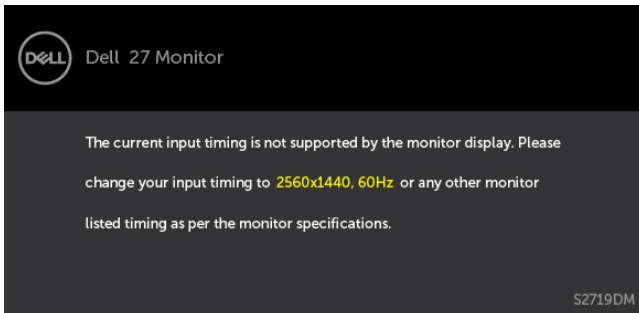 DELL
Dell 27 Monitor
The current input timing is not supported by the monitor display. Please
change your input timing to 2560x1440, 60Hz or any other monitor
listed timing as per the monitor specifications.
S2719DM